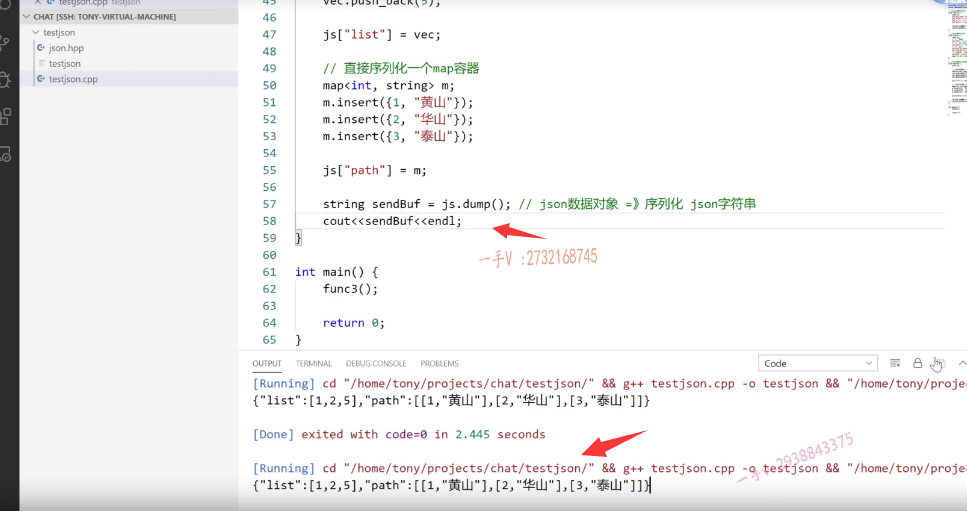 testjson.cpp testjson
CHAT [SSH: TONY-VIRTUAL-MACHINE]
testjson
json.hpp
testjson
testjson.cpp
45 vec.push_back(5);
46
47 js["list"] = vec;
48
49 // 直接序列化一个map容器
50 map<int, string> m;
51 m.insert({1, "黄山"});
52 m.insert({2, "华山"});
53 m.insert({3, "泰山"});
54
55 js["path"] = m;
56
57 string sendBuf = js.dump(); // json数据对象 =》序列化 json字符串
58 cout<<sendBuf<<endl;
59 }
一手V :2732168745
60
61 int main() {
62 func3();
63
64 return 0;
65 }
OUTPUT TERMINAL DEBUG CONSOLE PROBLEMS Code
[Running] cd "/home/tony/projects/chat/testjson/" && g++ testjson.cpp -o testjson && "/home/tony/proje
{"list":[1,2,5],"path":[[1,"黄山"],[2,"华山"],[3,"泰山"]]}
[Done] exited with code=0 in 2.445 seconds
[Running] cd "/home/tony/projects/chat/testjson/" && g++ testjson.cpp -o testjson && "/home/tony/proje
{"list":[1,2,5],"path":[[1,"黄山"],[2,"华山"],[3,"泰山"]]}
一手V:2938843375